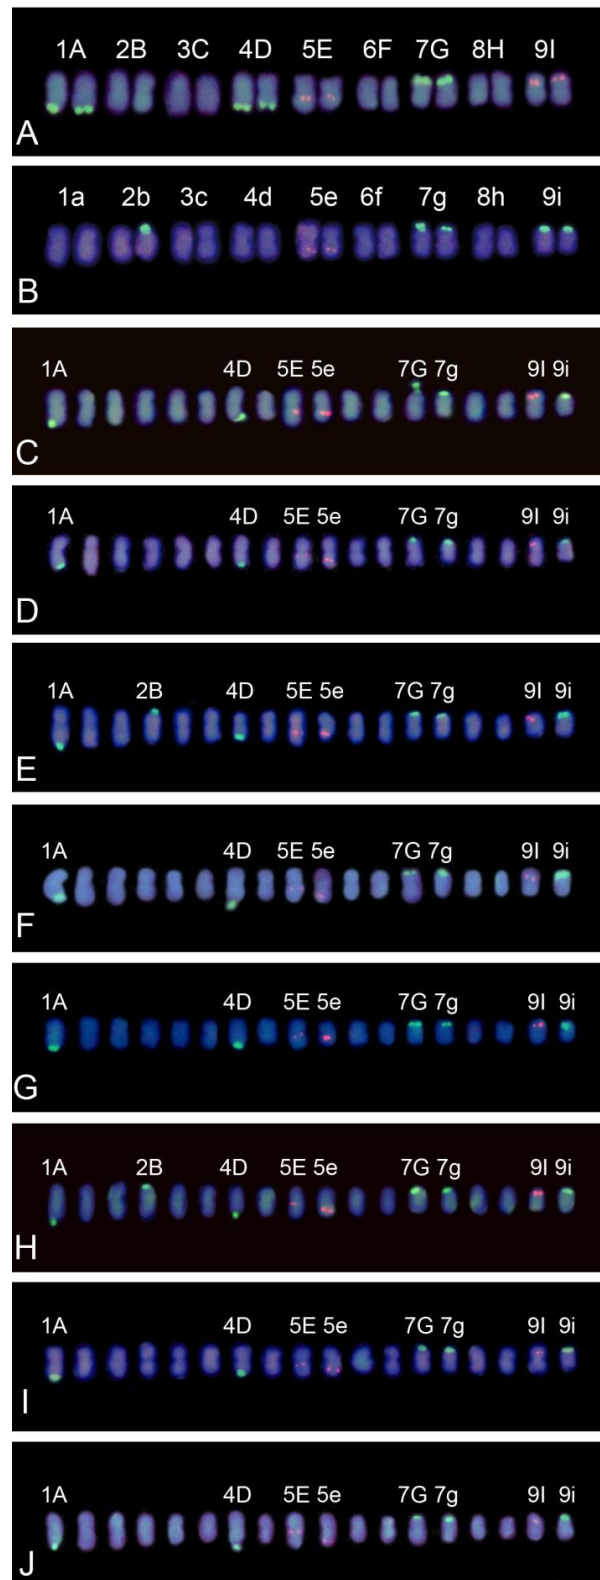 1A 2B 3C 4D 5E 6F 7G 8H 9I
A
1a 2b 3c 4d 5e 6f 7g 8h 9i
B
1A 4D 5E 5e 7G 7g 9I 9i
C
1A 4D 5E 5e 7G 7g 9I 9i
D
1A 2B 4D 5E 5e 7G 7g 9I 9i
E
1A 4D 5E 5e 7G 7g 9I 9i
F
1A 4D 5E 5e 7G 7g 9I 9i
G
1A 2B 4D 5E 5e 7G 7g 9I 9i
H
1A 4D 5E 5e 7G 7g 9I 9i
I
1A 4D 5E 5e 7G 7g 9I 9i
J